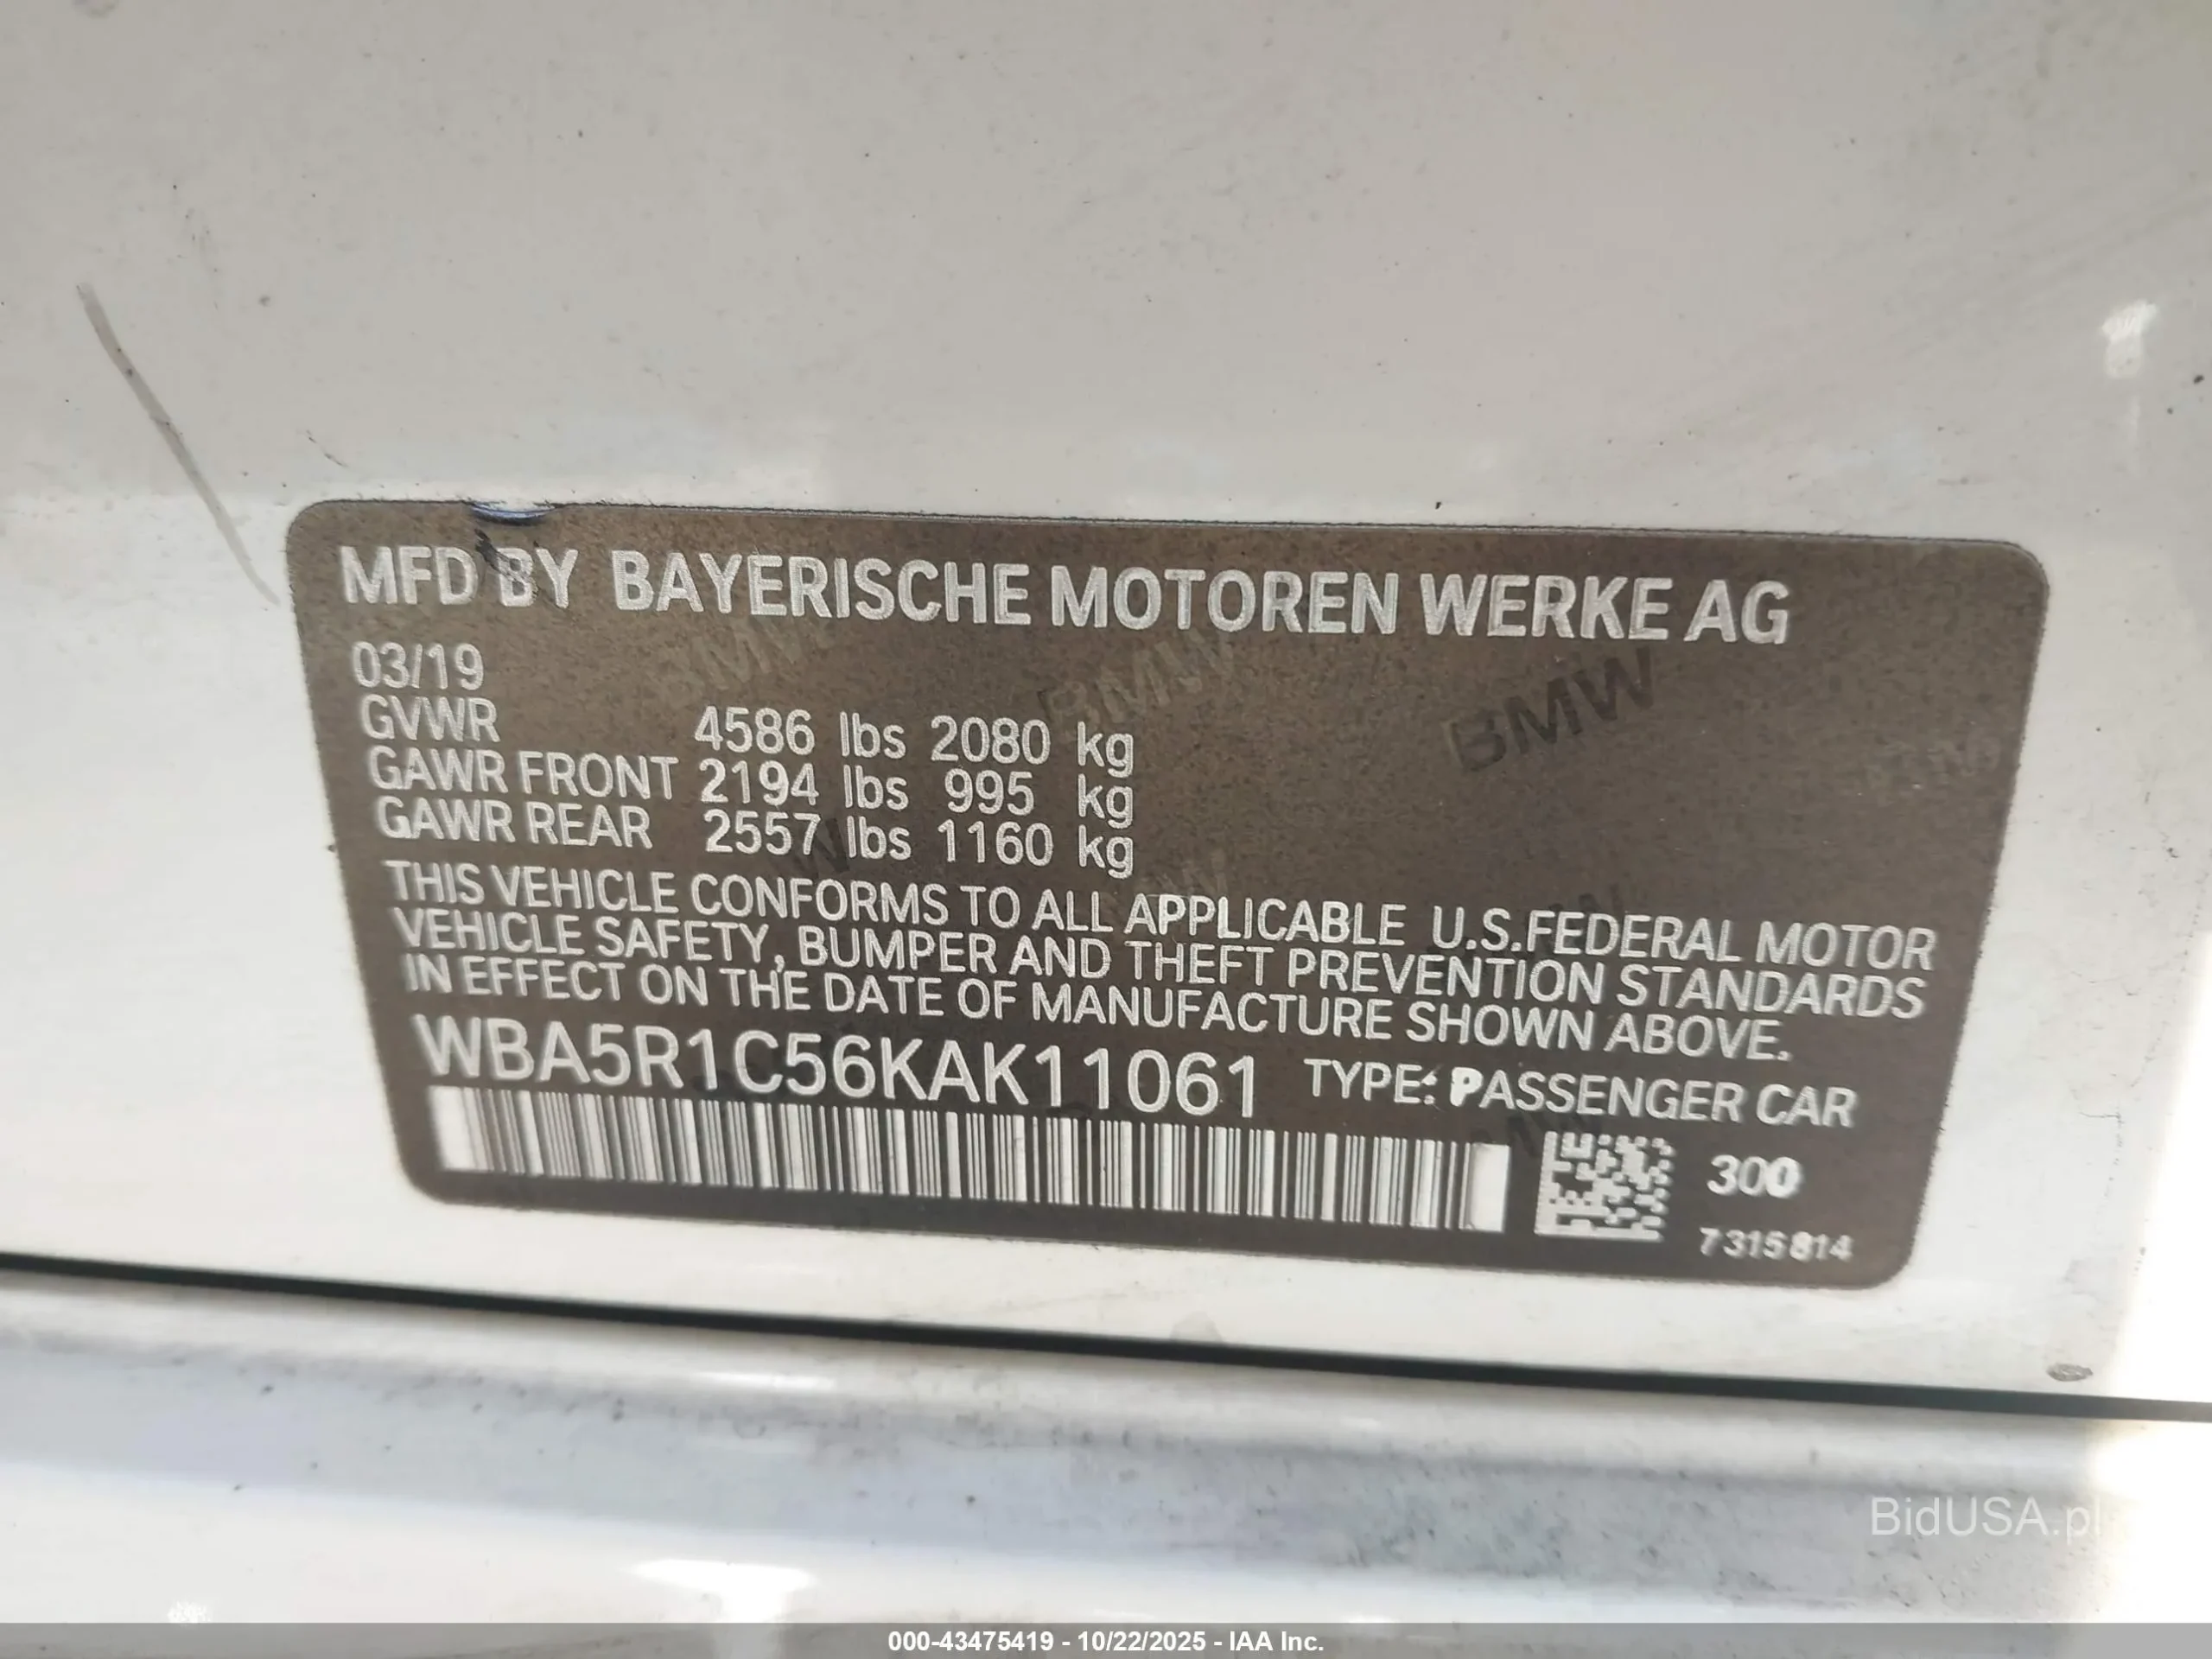 MFD BY BAYERISCHE MOTOREN WERKE AG
03/19
GVWR 4586 lbs 2080 kg
GAWR FRONT 2194 lbs 995 kg
GAWR REAR 2557 lbs 1160 kg
THIS VEHICLE CONFORMS TO ALL APPLICABLE U.S.FEDERAL MOTOR
VEHICLE SAFETY, BUMPER AND THEFT PREVENTION STANDARDS
IN EFFECT ON THE DATE OF MANUFACTURE SHOWN ABOVE.
WBA5R1C56KAK11061 TYPE: PASSENGER CAR
300
7315814
BMW BMW BMW
BidUSA.pl
000-43475419 - 10/22/2025 - IAA Inc.